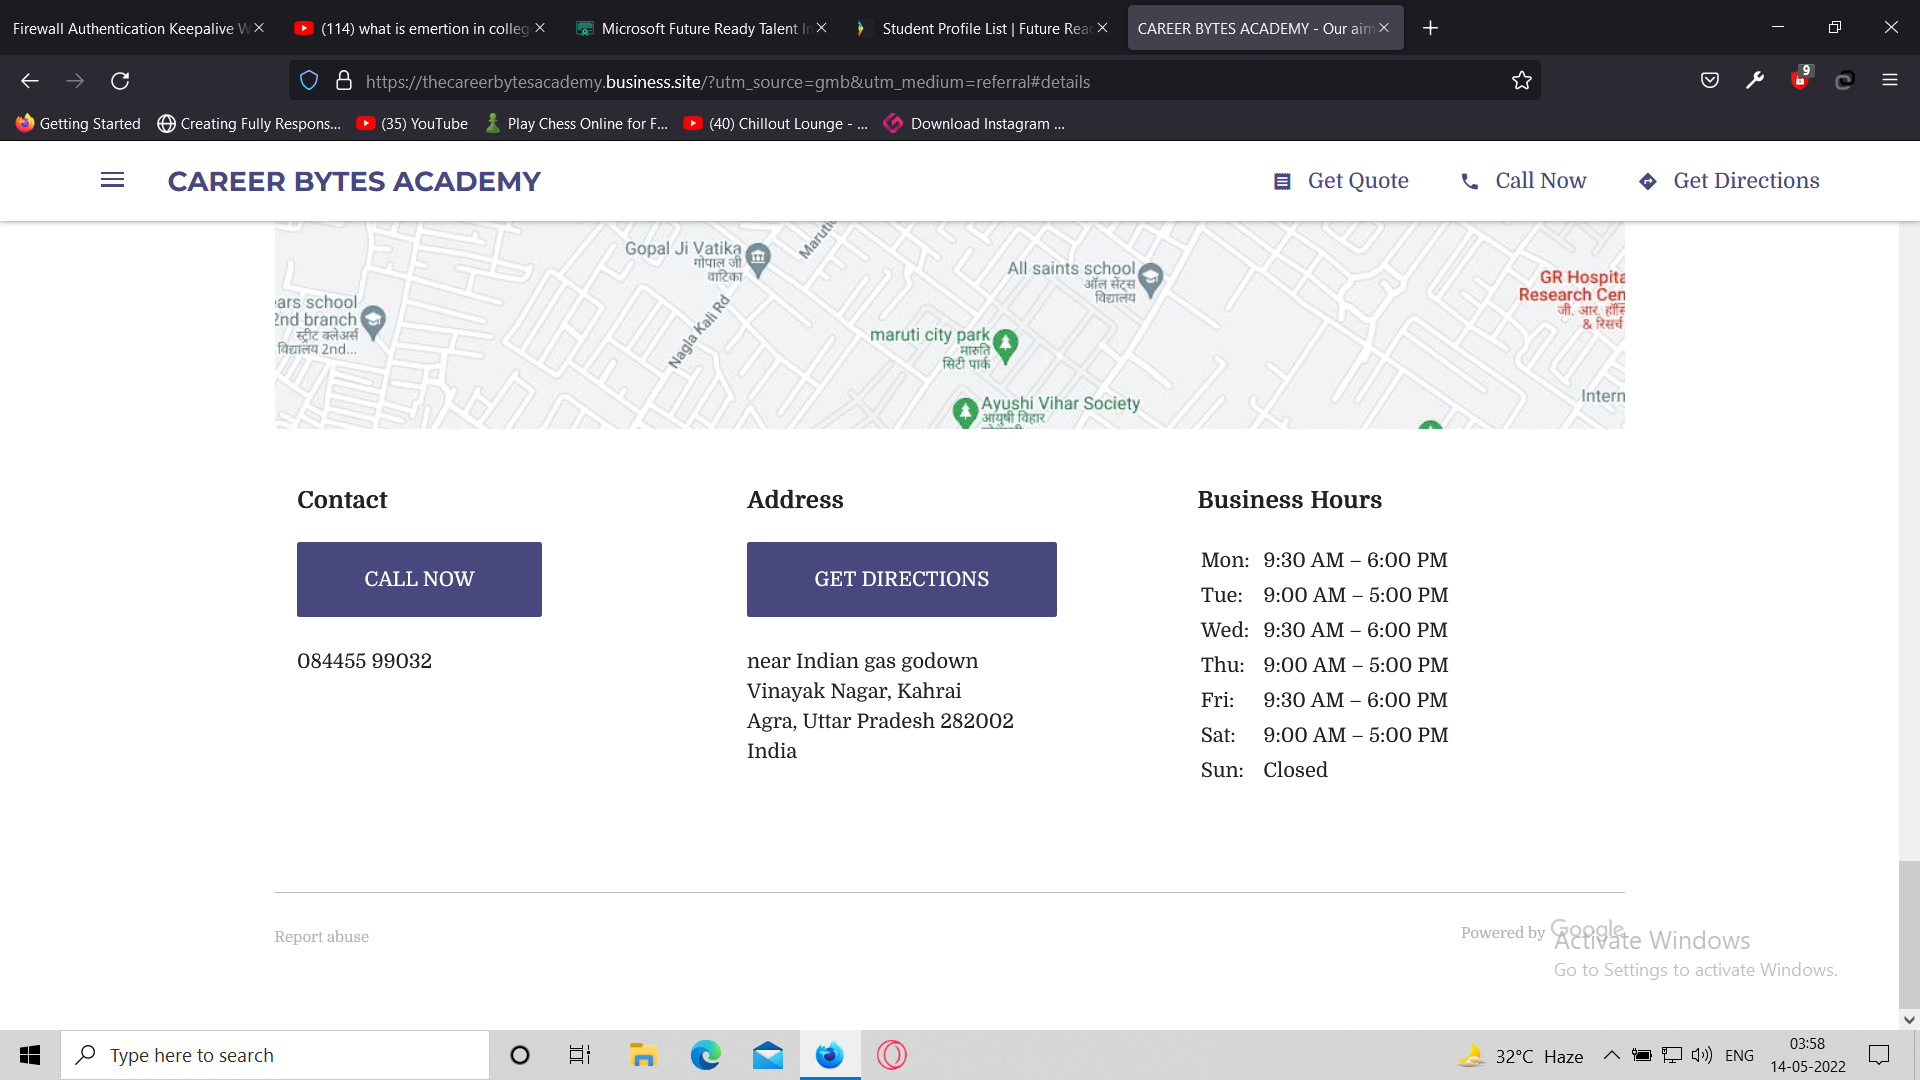 Firewall Authentication Keepalive W
(114) what is emertion in colleg
Microsoft Future Ready Talent In
Student Profile List | Future Read
CAREER BYTES ACADEMY - Our aim
https://thecareerbytesacademy.business.site/?utm_source=gmb&utm_medium=referral#details
9
Getting Started
Creating Fully Respons...
(35) YouTube
Play Chess Online for F...
(40) Chillout Lounge - ...
Download Instagram ...
CAREER BYTES ACADEMY
Get Quote
Call Now
Get Directions
Gopal Ji Vatika
गोपाल जी
वाटिका
Maruti
All saints school
ऑल सेंट्स
विद्यालय
GR Hospita
Research Cen
जी. आर. हॉस्पि
& रिसर्च
ars school
2nd branch
स्ट्रीट क्लेअर्स
विद्यालय 2nd...
Nagla Kali Rd
maruti city park
मारुति
सिटी पार्क
Intern
Ayushi Vihar Society
आयुषी विहार
Contact
CALL NOW
084455 99032
Address
GET DIRECTIONS
near Indian gas godown
Vinayak Nagar, Kahrai
Agra, Uttar Pradesh 282002
India
Business Hours
Mon: 9:30 AM – 6:00 PM
Tue: 9:00 AM – 5:00 PM
Wed: 9:30 AM – 6:00 PM
Thu: 9:00 AM – 5:00 PM
Fri: 9:30 AM – 6:00 PM
Sat: 9:00 AM – 5:00 PM
Sun: Closed
Report abuse
Powered by Google
Activate Windows
Go to Settings to activate Windows.
Type here to search
32°C Haze
ENG
03:58
14-05-2022